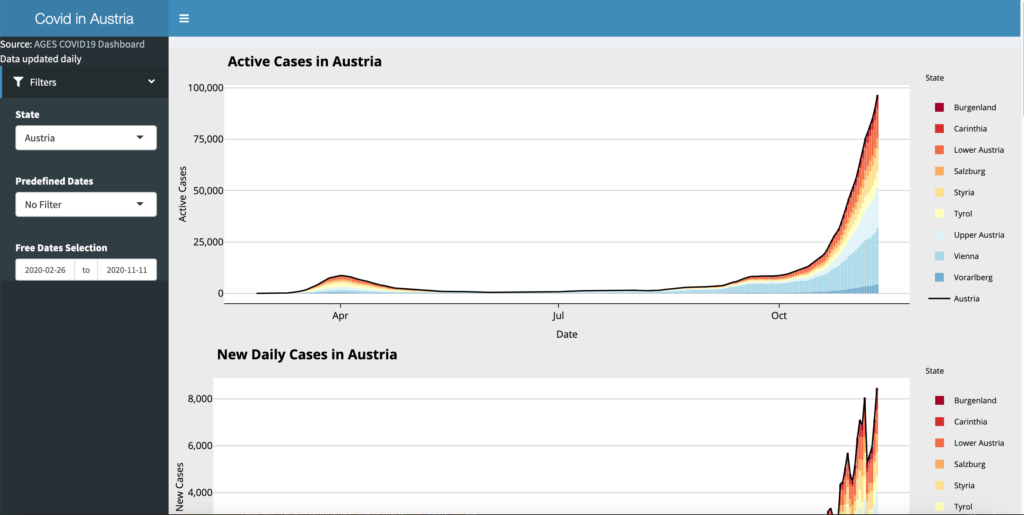 Covid in Austria
Source: AGES COVID19 Dashboard
Data updated daily
Filters
State
Austria
Predefined Dates
No Filter
Free Dates Selection
2020-02-26 to 2020-11-11
Active Cases in Austria
100,000
75,000
50,000
25,000
0
Active Cases
Apr Jul Oct
Date
State
Burgenland
Carinthia
Lower Austria
Salzburg
Styria
Tyrol
Upper Austria
Vienna
Vorarlberg
Austria
New Daily Cases in Austria
8,000
6,000
4,000
New Cases
State
Burgenland
Carinthia
Lower Austria
Salzburg
Styria
Tyrol